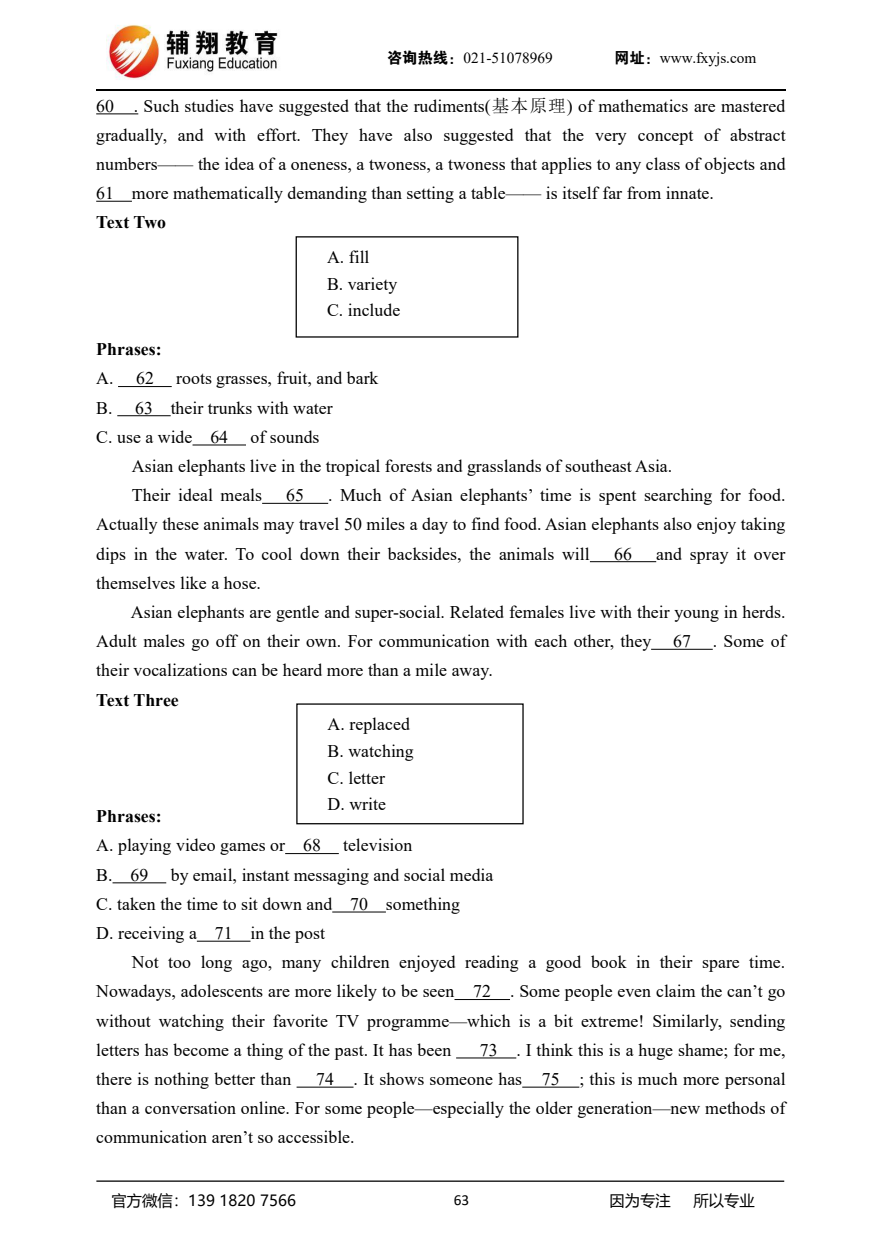 辅翔教育
Fuxiang Education
咨询热线：021-51078969 网址：www.fxyjs.com
60 . Such studies have suggested that the rudiments(基本原理) of mathematics are mastered
gradually, and with effort. They have also suggested that the very concept of abstract
numbers—— the idea of a oneness, a twoness, a twoness that applies to any class of objects and
61 more mathematically demanding than setting a table—— is itself far from innate.
Text Two
A. fill
B. variety
C. include
Phrases:
A. 62 roots grasses, fruit, and bark
B. 63 their trunks with water
C. use a wide 64 of sounds
Asian elephants live in the tropical forests and grasslands of southeast Asia.
Their ideal meals 65 . Much of Asian elephants’ time is spent searching for food.
Actually these animals may travel 50 miles a day to find food. Asian elephants also enjoy taking
dips in the water. To cool down their backsides, the animals will 66 and spray it over
themselves like a hose.
Asian elephants are gentle and super-social. Related females live with their young in herds.
Adult males go off on their own. For communication with each other, they 67 . Some of
their vocalizations can be heard more than a mile away.
Text Three
A. replaced
B. watching
C. letter
D. write
Phrases:
A. playing video games or 68 television
B. 69 by email, instant messaging and social media
C. taken the time to sit down and 70 something
D. receiving a 71 in the post
Not too long ago, many children enjoyed reading a good book in their spare time.
Nowadays, adolescents are more likely to be seen 72 . Some people even claim the can’t go
without watching their favorite TV programme—which is a bit extreme! Similarly, sending
letters has become a thing of the past. It has been 73 . I think this is a huge shame; for me,
there is nothing better than 74 . It shows someone has 75 ; this is much more personal
than a conversation online. For some people—especially the older generation—new methods of
communication aren’t so accessible.
官方微信：139 1820 7566 63 因为专注 所以专业